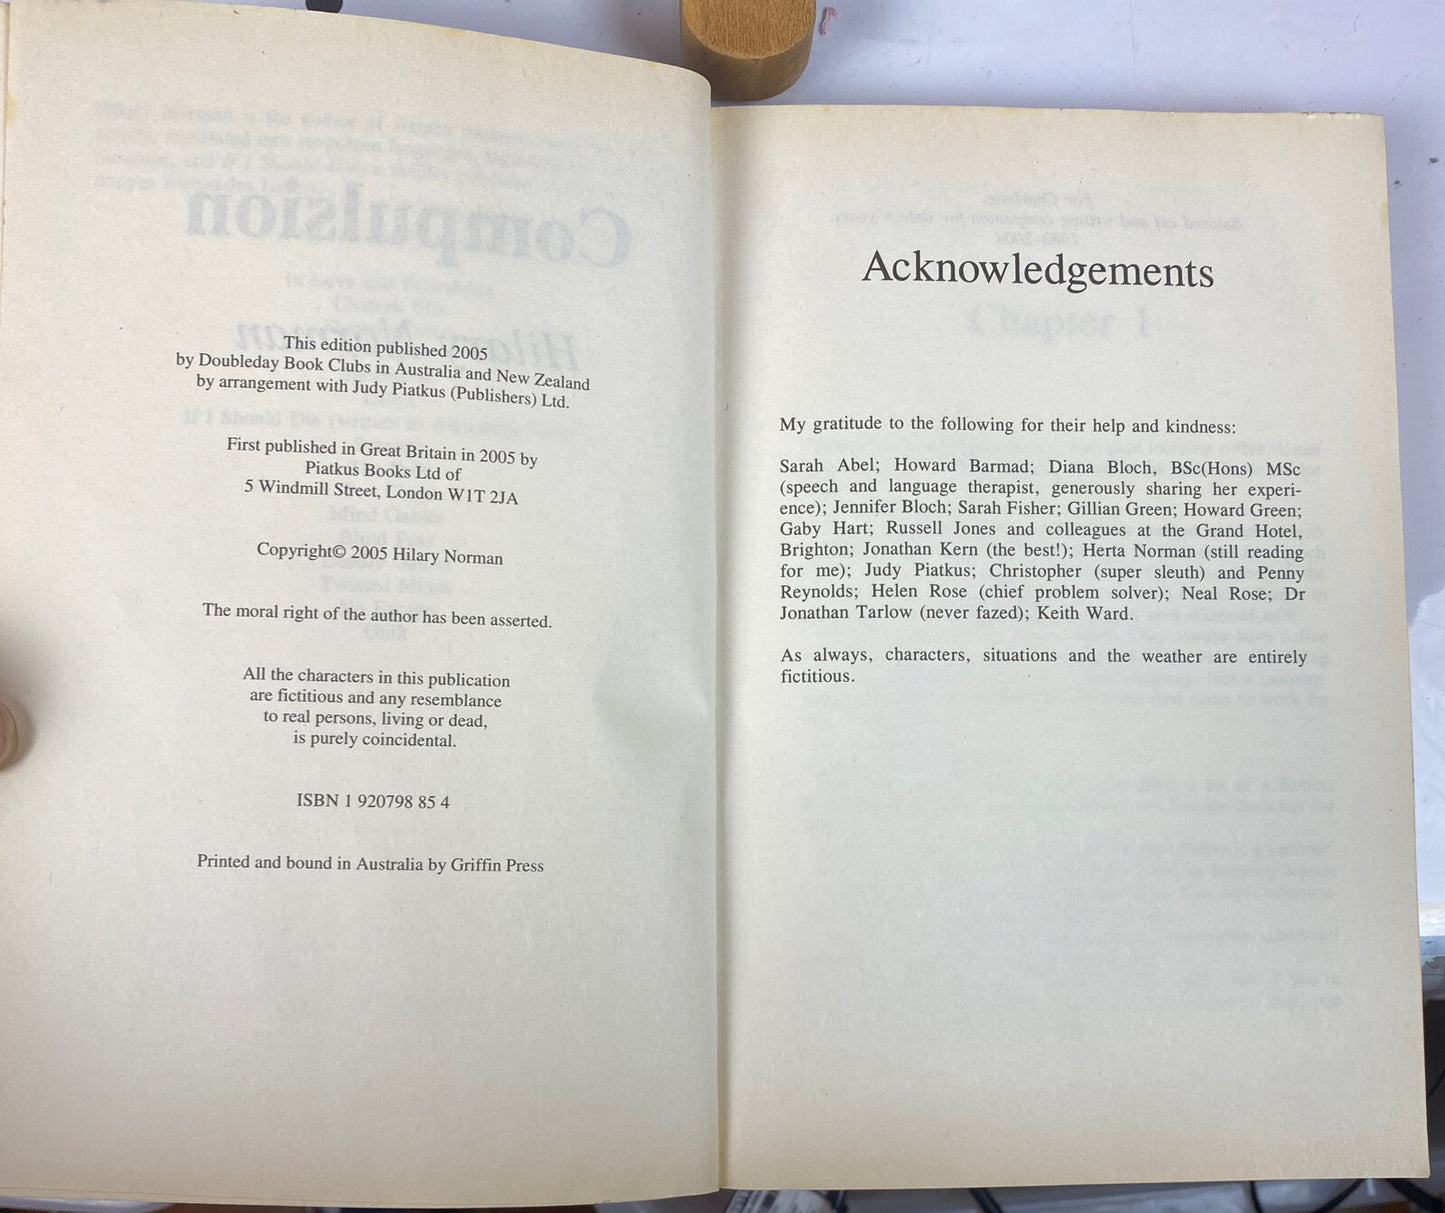 This edition published 2005
by Doubleday Book Clubs in Australia and New Zealand
by arrangement with Judy Piatkus (Publishers) Ltd.
First published in Great Britain in 2005 by
Piatkus Books Ltd of
5 Windmill Street, London W1T 2JA
Copyright© 2005 Hilary Norman
The moral right of the author has been asserted.
All the characters in this publication
are fictitious and any resemblance
to real persons, living or dead,
is purely coincidental.
ISBN 1 920798 85 4
Printed and bound in Australia by Griffin Press
Compulsion
Hilary Norman
Acknowledgements
Chapter 1
My gratitude to the following for their help and kindness:
Sarah Abel; Howard Barmad; Diana Bloch, BSc(Hons) MSc
(speech and language therapist, generously sharing her experi-
ence); Jennifer Bloch; Sarah Fisher; Gillian Green; Howard Green;
Gaby Hart; Russell Jones and colleagues at the Grand Hotel,
Brighton; Jonathan Kern (the best!); Herta Norman (still reading
for me); Judy Piatkus; Christopher (super sleuth) and Penny
Reynolds; Helen Rose (chief problem solver); Neal Rose; Dr
Jonathan Tarlow (never fazed); Keith Ward.
As always, characters, situations and the weather are entirely
fictitious.